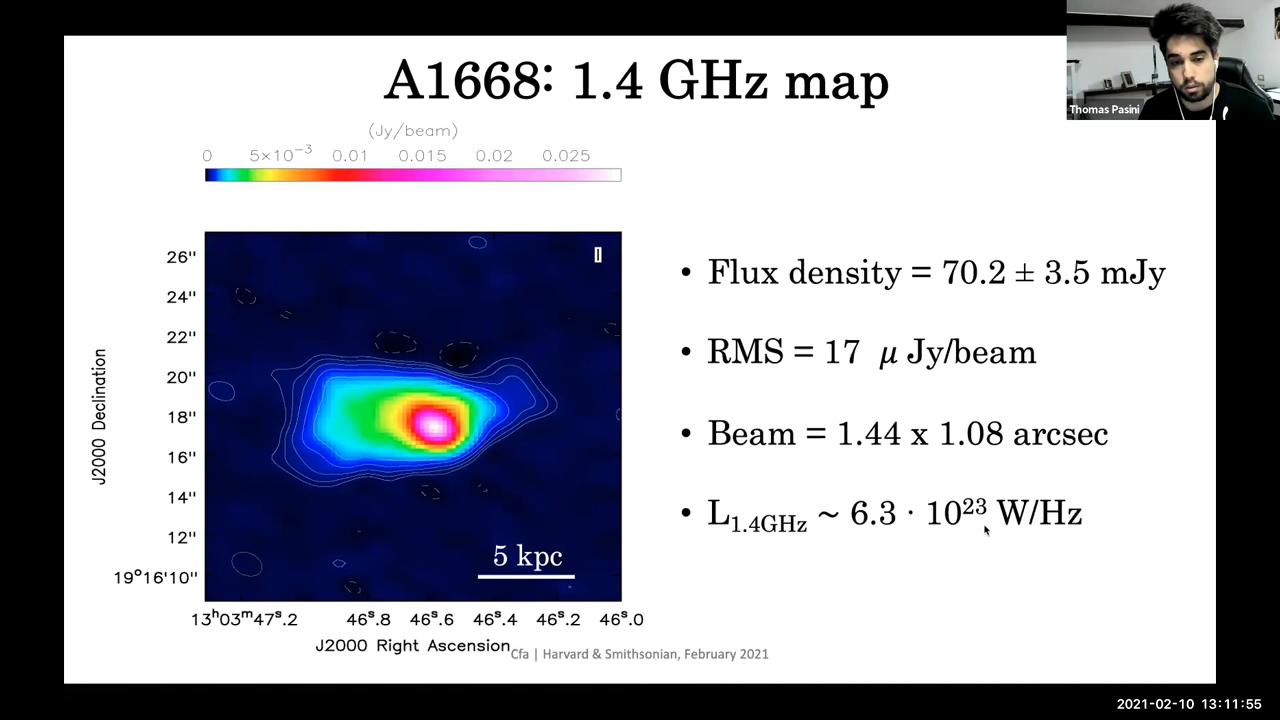 A1668: 1.4 GHz map
Thomas Pasini
(Jy/beam)
0 5×10⁻³ 0.01 0.015 0.02 0.025
I
26"
24"
22"
20"
18"
16"
14"
12"
19°16'10"
J2000 Declination
5 kpc
13ʰ03ᵐ47ˢ.2 46ˢ.8 46ˢ.6 46ˢ.4 46ˢ.2 46ˢ.0
J2000 Right Ascension
• Flux density = 70.2 ± 3.5 mJy
• RMS = 17 μ Jy/beam
• Beam = 1.44 x 1.08 arcsec
• L₁.₄GHz ~ 6.3 · 10²³ W/Hz
Cfa | Harvard & Smithsonian, February 2021
2021-02-10 13:11:55